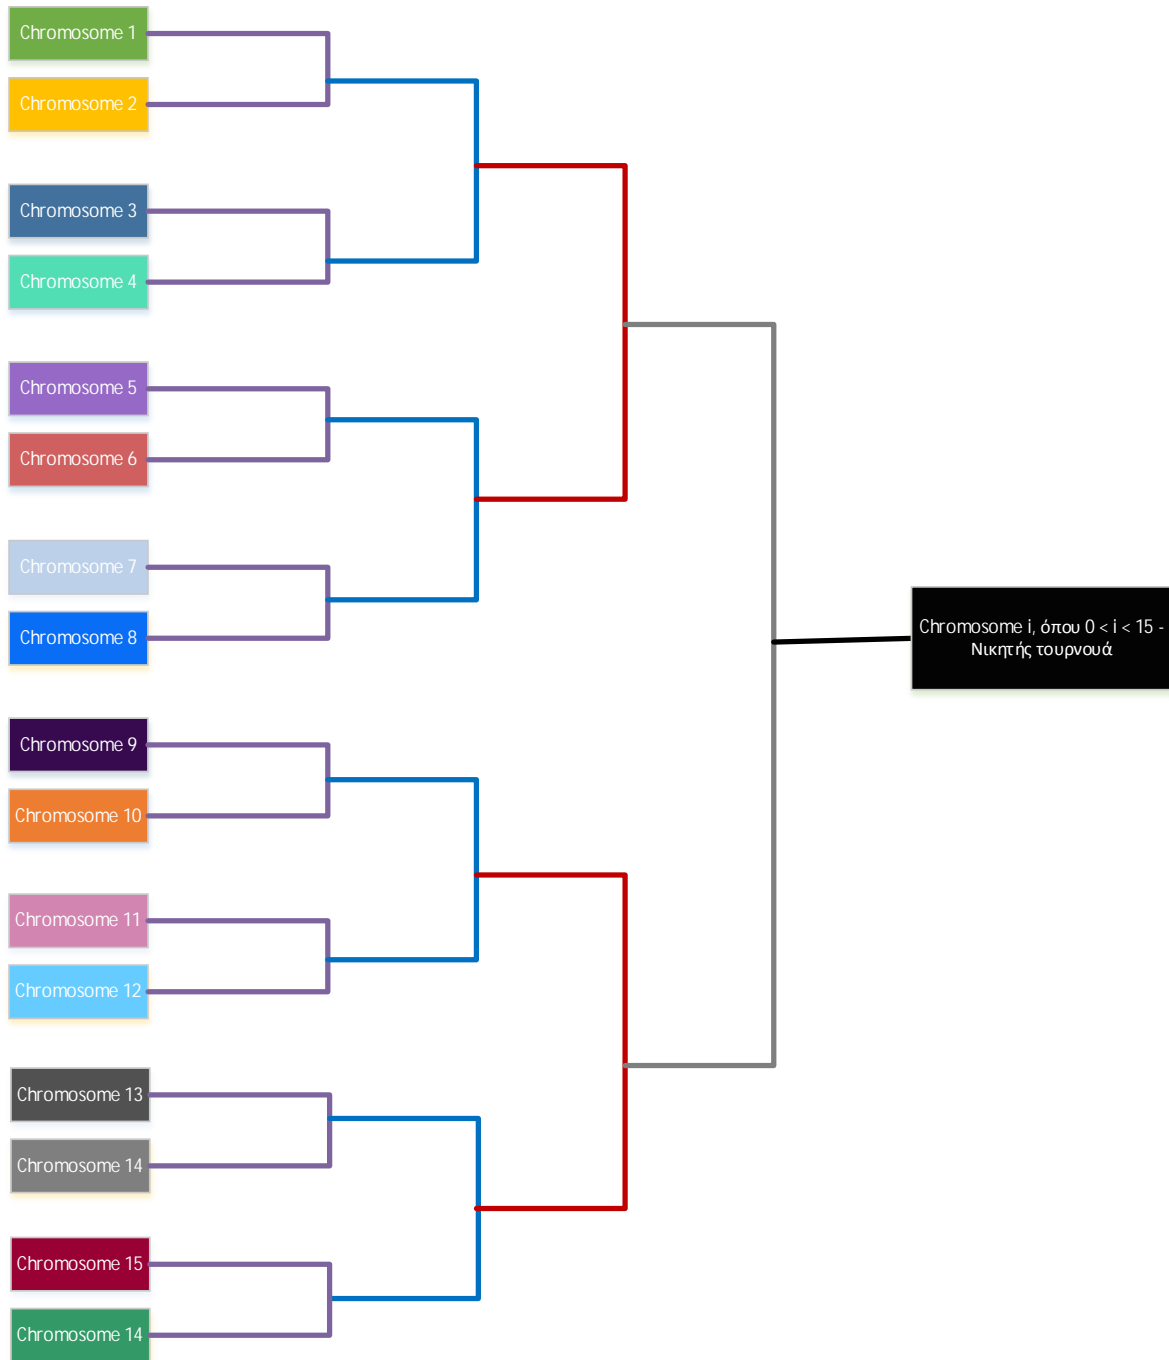 Chromosome 1
Chromosome 2
Chromosome 3
Chromosome 4
Chromosome 5
Chromosome 6
Chromosome 7
Chromosome 8
Chromosome i, όπου 0 < i < 15 -
Νικητής τουρνουά
Chromosome 9
Chromosome 10
Chromosome 11
Chromosome 12
Chromosome 13
Chromosome 14
Chromosome 15
Chromosome 14